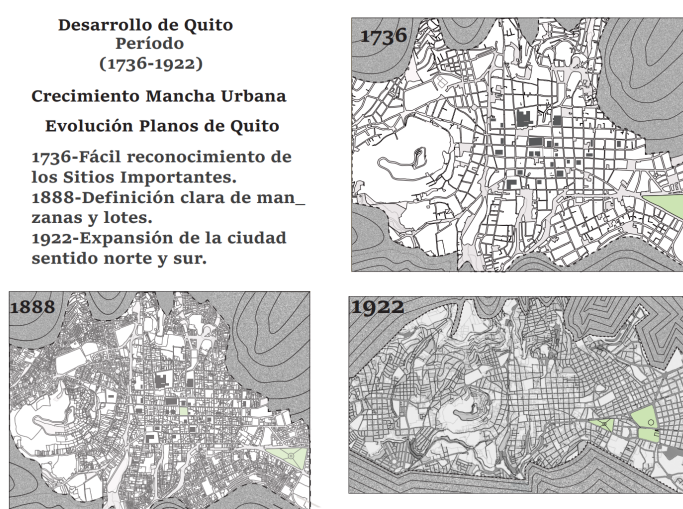 Desarrollo de Quito
Período
(1736-1922)
Crecimiento Mancha Urbana
Evolución Planos de Quito
1736-Fácil reconocimiento de
los Sitios Importantes.
1888-Definición clara de man_
zanas y lotes.
1922-Expansión de la ciudad
sentido norte y sur.
1736
1888
1922